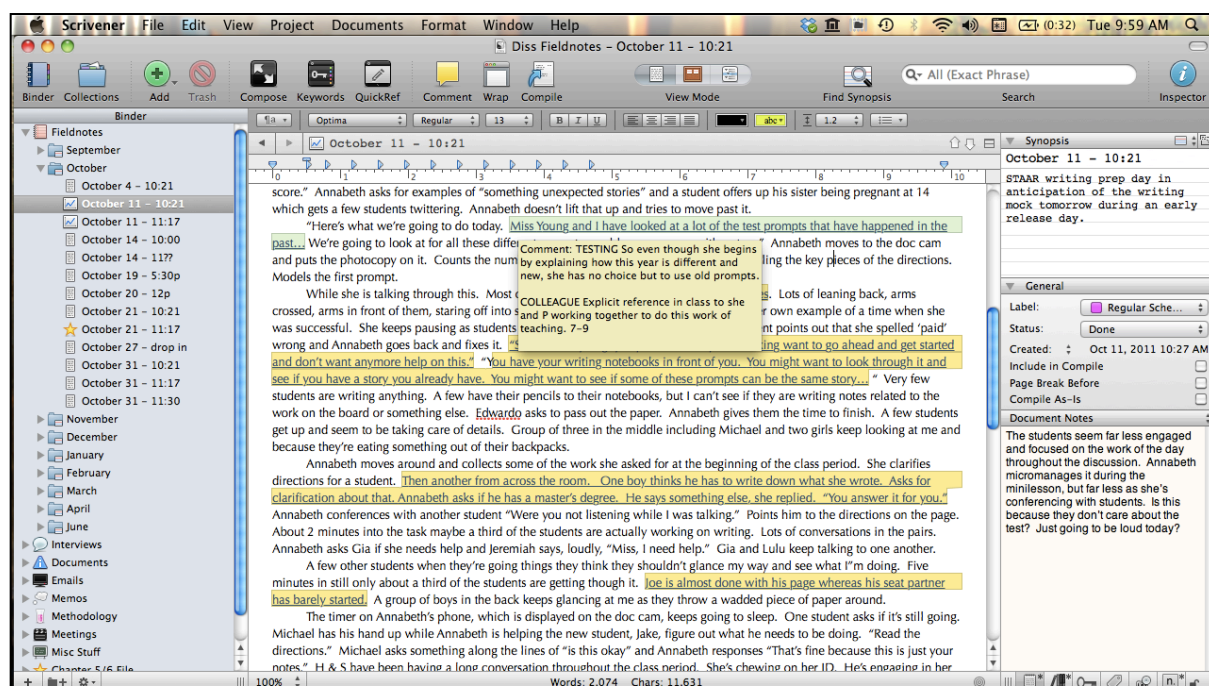 Scrivener File Edit View Project Documents Format Window Help (0:32) Tue 9:59 AM
Diss Fieldnotes – October 11 – 10:21
Binder Collections Add Trash Compose Keywords QuickRef Comment Wrap Compile View Mode Find Synopsis Search Inspector
All (Exact Phrase)
Binder
Optima Regular 13 B I U abc 1.2
Fieldnotes
September
October
October 4 – 10:21
October 11 – 10:21
October 11 – 11:17
October 14 – 10:00
October 14 – 11??
October 19 – 5:30p
October 20 – 12p
October 21 – 10:21
October 21 – 11:17
October 27 – drop in
October 31 – 10:21
October 31 – 11:17
October 31 – 11:30
November
December
January
February
March
April
June
Interviews
Documents
Emails
Memos
Methodology
Meetings
Misc Stuff
Chapter 5/6 File
October 11 – 10:21
0 1 2 3 4 5 6 7 8 9 10
score.” Annabeth asks for examples of “something unexpected stories” and a student offers up his sister being pregnant at 14
which gets a few students twittering. Annabeth doesn’t lift that up and tries to move past it.
“Here’s what we’re going to do today. Miss Young and I have looked at a lot of the test prompts that have happened in the
past... We’re going to look at for all these Annabeth moves to the doc cam
and puts the photocopy on it. Counts the num ling the key pieces of the directions.
Models the first prompt.
While she is talking through this. Most Lots of leaning back, arms
crossed, arms in front of them, staring off into own example of a time when she
was successful. She keeps pausing as students nt points out that she spelled ‘paid’
wrong and Annabeth goes back and fixes it. ing want to go ahead and get started
and don’t want anymore help on this.” “You have your writing notebooks in front of you. You might want to look through it and
see if you have a story you already have. You might want to see if some of these prompts can be the same story... “ Very few
students are writing anything. A few have their pencils to their notebooks, but I can’t see if they are writing notes related to the
work on the board or something else. Edwardo asks to pass out the paper. Annabeth gives them the time to finish. A few students
get up and seem to be taking care of details. Group of three in the middle including Michael and two girls keep looking at me and
because they’re eating something out of their backpacks.
Annabeth moves around and collects some of the work she asked for at the beginning of the class period. She clarifies
directions for a student. Then another from across the room. One boy thinks he has to write down what she wrote. Asks for
clarification about that. Annabeth asks if he has a master’s degree. He says something else, she replied. “You answer it for you.”
Annabeth conferences with another student “Were you not listening while I was talking.” Points him to the directions on the page.
About 2 minutes into the task maybe a third of the students are actually working on writing. Lots of conversations in the pairs.
Annabeth asks Gia if she needs help and Jeremiah says, loudly, “Miss, I need help.” Gia and Lulu keep talking to one another.
A few other students when they’re going things they think they shouldn’t glance my way and see what I”m doing. Five
minutes in still only about a third of the students are getting though it. Joe is almost done with his page whereas his seat partner
has barely started. A group of boys in the back keeps glancing at me as they throw a wadded piece of paper around.
The timer on Annabeth’s phone, which is displayed on the doc cam, keeps going to sleep. One student asks if it’s still going.
Michael has his hand up while Annabeth is helping the new student, Jake, figure out what he needs to be doing. “Read the
directions.” Michael asks something along the lines of “is this okay” and Annabeth responses “That’s fine because this is just your
notes.” H & S have been having a long conversation throughout the class period. She’s chewing on her ID. He’s engaging in her
Comment: TESTING So even though she begins
by explaining how this year is different and
new, she has no choice but to use old prompts.
COLLEAGUE Explicit reference in class to she
and P working together to do this work of
teaching. 7–9
100% Words: 2,074 Chars: 11,631
Synopsis
October 11 – 10:21
STAAR writing prep day in
anticipation of the writing
mock tomorrow during an early
release day.
General
Label: Regular Sche...
Status: Done
Created: Oct 11, 2011 10:27 AM
Include in Compile
Page Break Before
Compile As-Is
Document Notes
The students seem far less engaged
and focused on the work of the day
throughout the discussion. Annabeth
micromanages it during the
minilesson, but far less as she’s
conferencing with students. Is this
because they don’t care about the
test? Just going to be loud today?